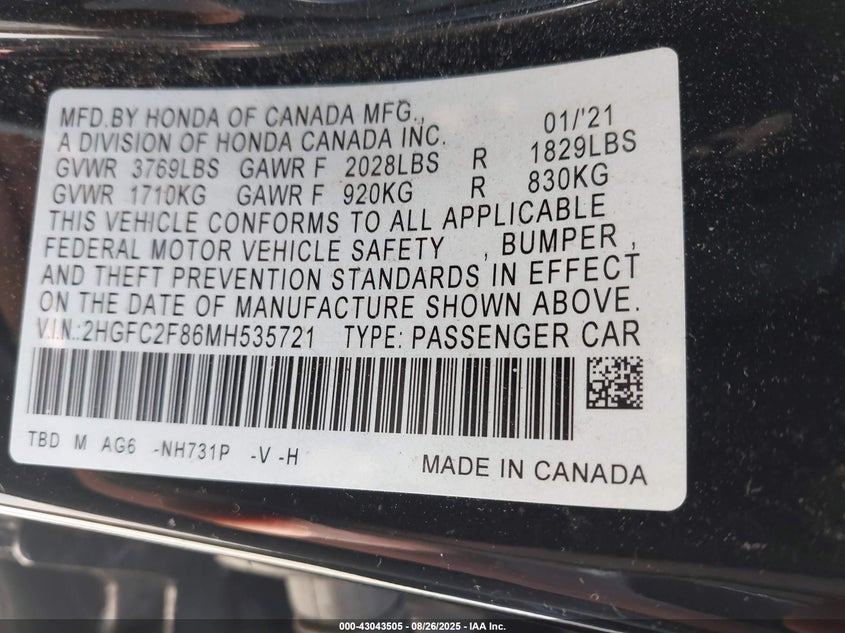 MFD.BY HONDA OF CANADA MFG., 01/'21
A DIVISION OF HONDA CANADA INC.
GVWR 3769LBS GAWR F 2028LBS R 1829LBS
GVWR 1710KG GAWR F 920KG R 830KG
THIS VEHICLE CONFORMS TO ALL APPLICABLE
FEDERAL MOTOR VEHICLE SAFETY , BUMPER ,
AND THEFT PREVENTION STANDARDS IN EFFECT
ON THE DATE OF MANUFACTURE SHOWN ABOVE.
V.I.N.:2HGFC2F86MH535721 TYPE: PASSENGER CAR
TBD M AG6 -NH731P -V -H
MADE IN CANADA
000-43043505 - 08/26/2025 - IAA Inc.